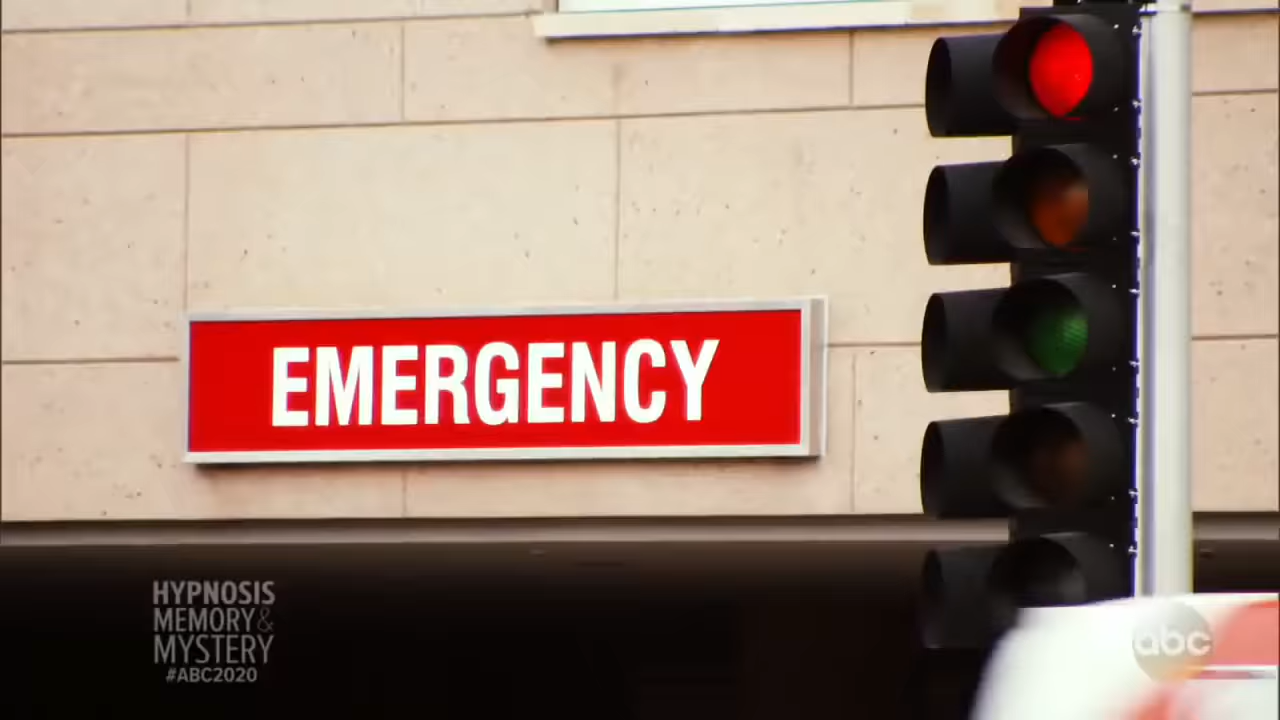 EMERGENCY
HYPNOSIS
MEMORY&
MYSTERY
#ABC2020
abc